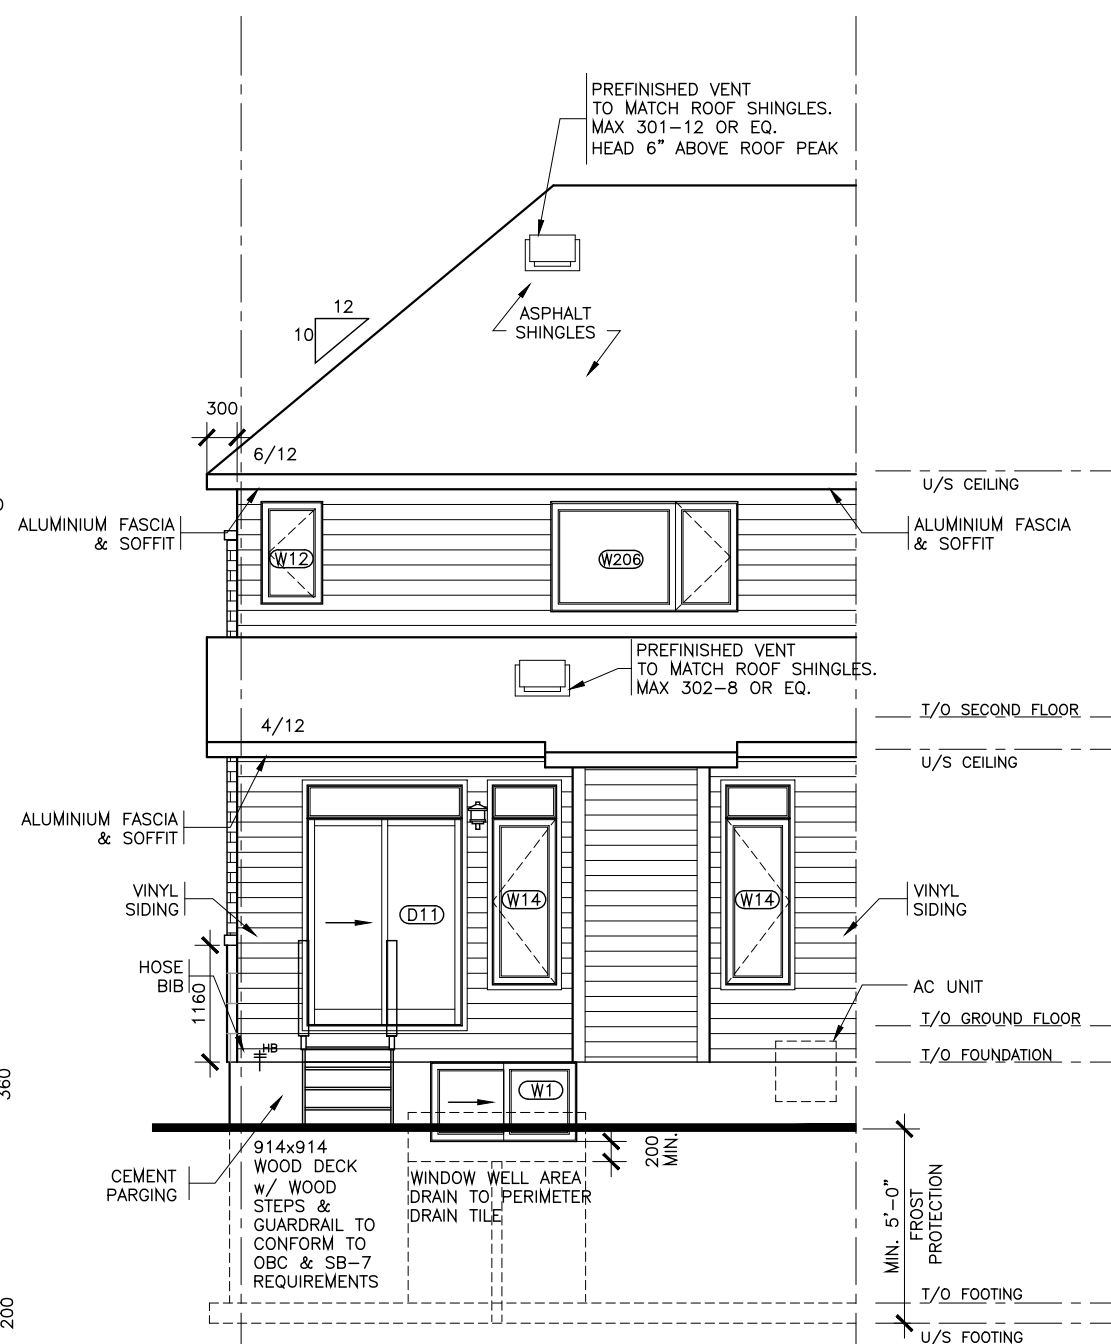 PREFINISHED VENT
TO MATCH ROOF SHINGLES.
MAX 301-12 OR EQ.
HEAD 6" ABOVE ROOF PEAK
12
10
ASPHALT
SHINGLES
300
6/12
U/S CEILING
ALUMINIUM FASCIA
& SOFFIT
W12
W206
ALUMINIUM FASCIA
& SOFFIT
PREFINISHED VENT
TO MATCH ROOF SHINGLES.
MAX 302-8 OR EQ.
T/O SECOND FLOOR
4/12
U/S CEILING
ALUMINIUM FASCIA
& SOFFIT
VINYL
SIDING
D11
W14
W14
VINYL
SIDING
HOSE
BIB
1160
AC UNIT
T/O GROUND FLOOR
HB
T/O FOUNDATION
360
W1
914x914
WOOD DECK
w/ WOOD
STEPS &
GUARDRAIL TO
CONFORM TO
OBC & SB-7
REQUIREMENTS
CEMENT
PARGING
WINDOW WELL AREA
DRAIN TO PERIMETER
DRAIN TILE
200
MIN.
MIN. 5'-0"
FROST
PROTECTION
T/O FOOTING
200
U/S FOOTING